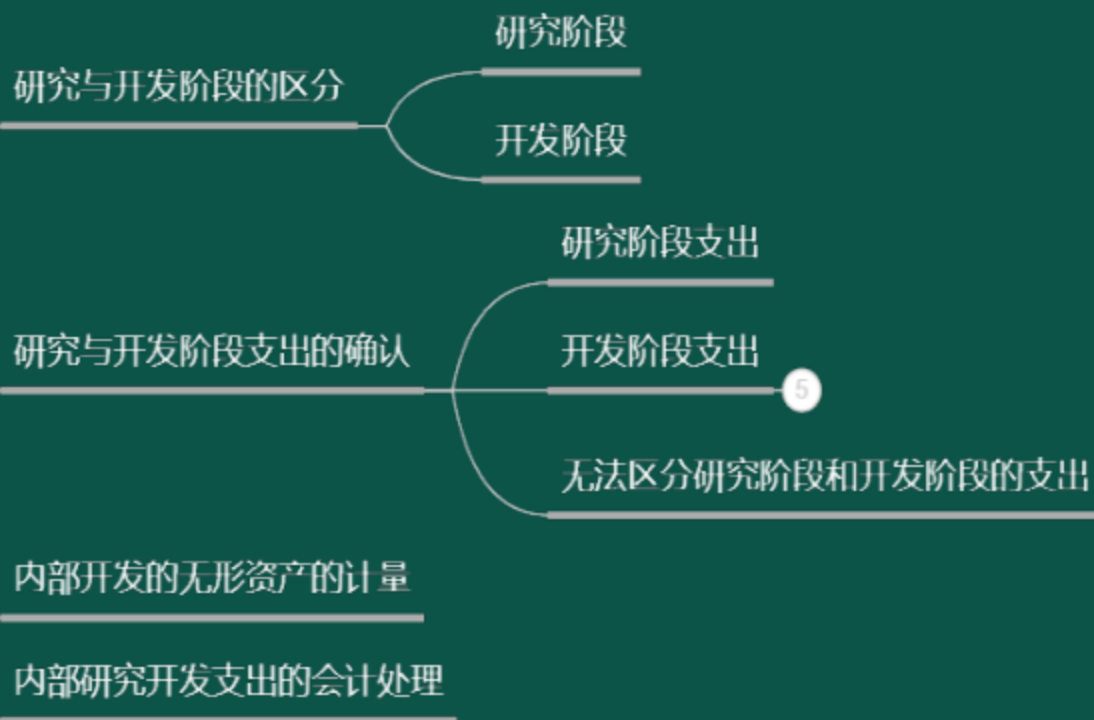 研究阶段
研究与开发阶段的区分
开发阶段
研究阶段支出
研究与开发阶段支出的确认
开发阶段支出
5
无法区分研究阶段和开发阶段的支出
内部开发的无形资产的计量
内部研究开发支出的会计处理